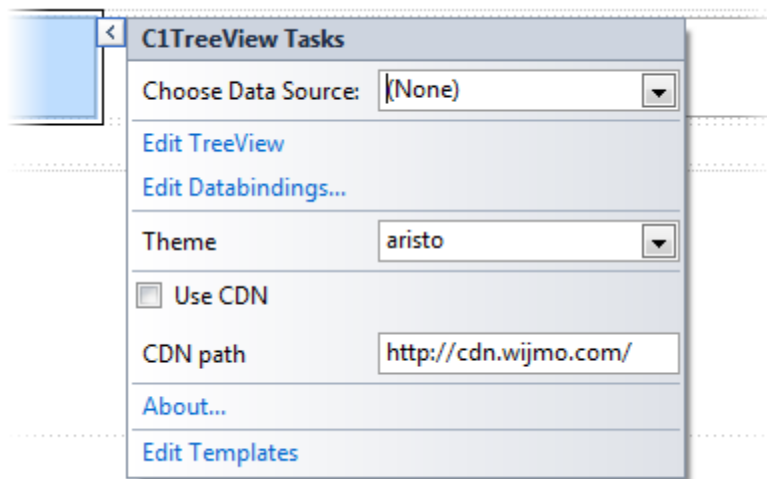 C1TreeView Tasks
Choose Data Source: (None)
Edit TreeView
Edit Databindings...
Theme aristo
Use CDN
CDN path http://cdn.wijmo.com/
About...
Edit Templates